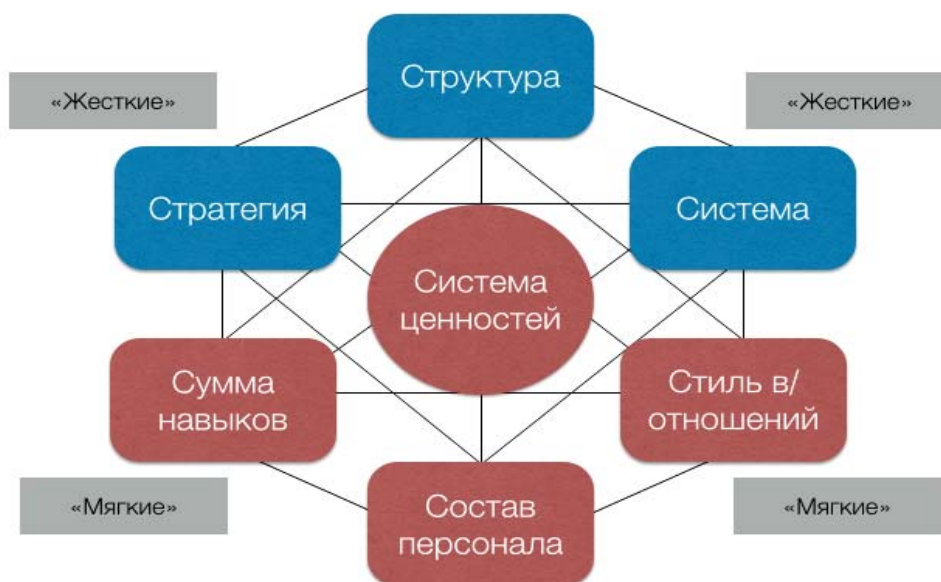 Структура
«Жесткие»
«Жесткие»
Стратегия
Система
Система
ценностей
Сумма
навыков
Стиль в/
отношений
«Мягкие»
«Мягкие»
Состав
персонала